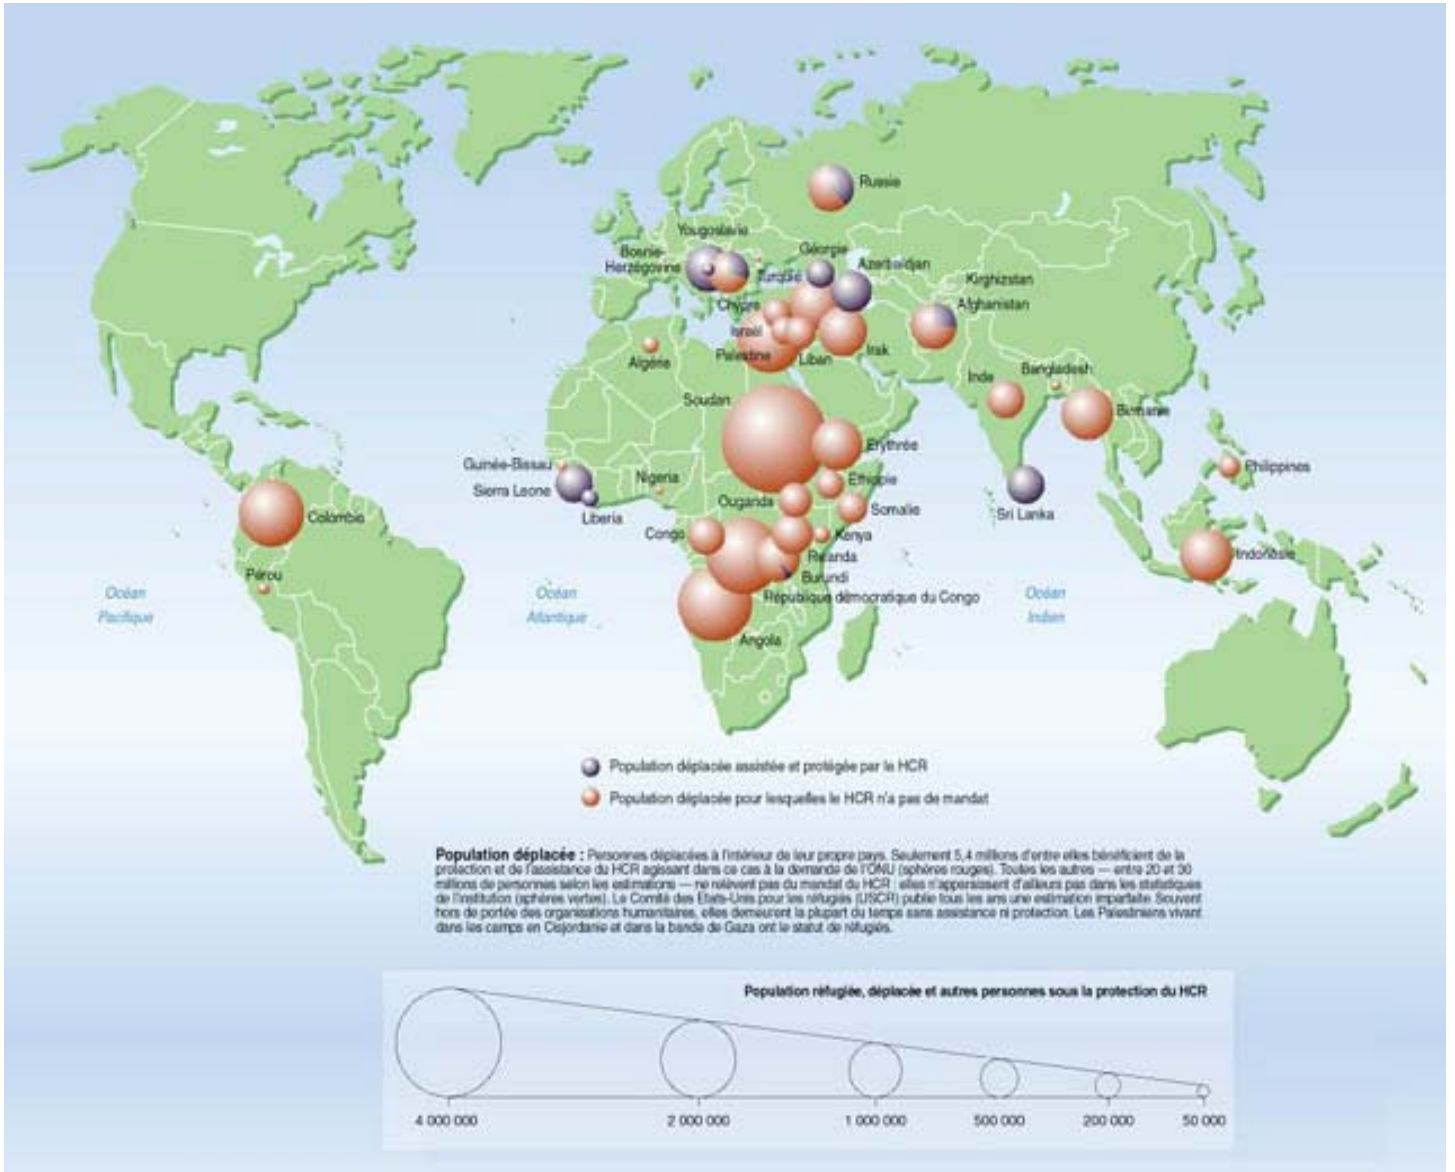 Russie
Yougoslavie
Bosnie-
Herzégovine
Géorgie
Azerbaïdjan
Turquie
Kirghizstan
Chypre
Afghanistan
Israël
Irak
Algérie
Palestine
Liban
Bangladesh
Inde
Soudan
Birmanie
Erythrée
Guinée-Bissau
Nigeria
Ethiopie
Philippines
Sierra Leone
Ouganda
Somalie
Sri Lanka
Liberia
Colombie
Congo
Kenya
Indonésie
Rwanda
Pérou
Burundi
Océan
Pacifique
Océan
Atlantique
République démocratique du Congo
Océan
Indien
Angola
Population déplacée assistée et protégée par le HCR
Population déplacée pour lesquelles le HCR n'a pas de mandat
Population déplacée : Personnes déplacées à l'intérieur de leur propre pays. Seulement 5,4 millions d'entre elles bénéficient de la
protection et de l'assistance du HCR agissant dans ce cas à la demande de l'ONU (sphères rouges). Toutes les autres — entre 20 et 30
millions de personnes selon les estimations — ne relèvent pas du mandat du HCR : elles n'apparaissent d'ailleurs pas dans les statistiques
de l'institution (sphères vertes). Le Comité des Etats-Unis pour les réfugiés (USCR) publie tous les ans une estimation imparfaite. Souvent
hors de portée des organisations humanitaires, elles demeurent la plupart du temps sans assistance ni protection. Les Palestiniens vivant
dans les camps en Cisjordanie et dans la bande de Gaza ont le statut de réfugiés.
Population réfugiée, déplacée et autres personnes sous la protection du HCR
4 000 000
2 000 000
1 000 000
500 000
200 000
50 000